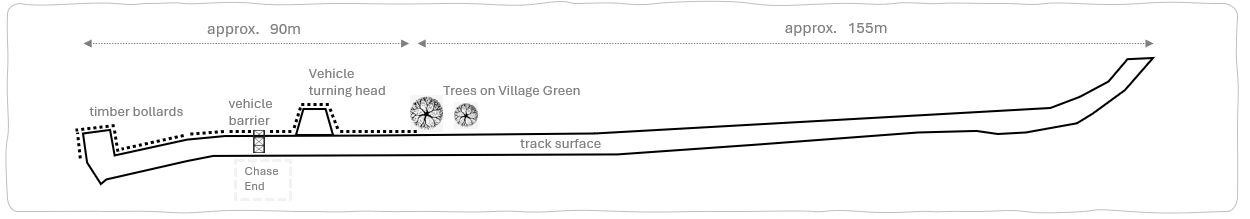 approx. 90m
approx. 155m
Vehicle
turning head
Trees on Village Green
timber bollards
vehicle
barrier
track surface
Chase
End